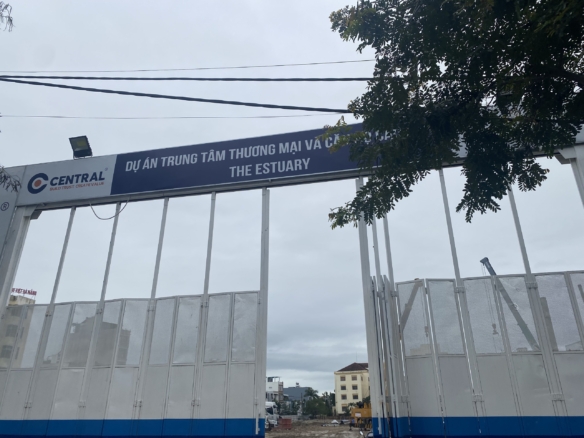 CENTRAL
DỰ ÁN TRUNG TÂM THƯƠNG MẠI VÀ
THE ESTUARY